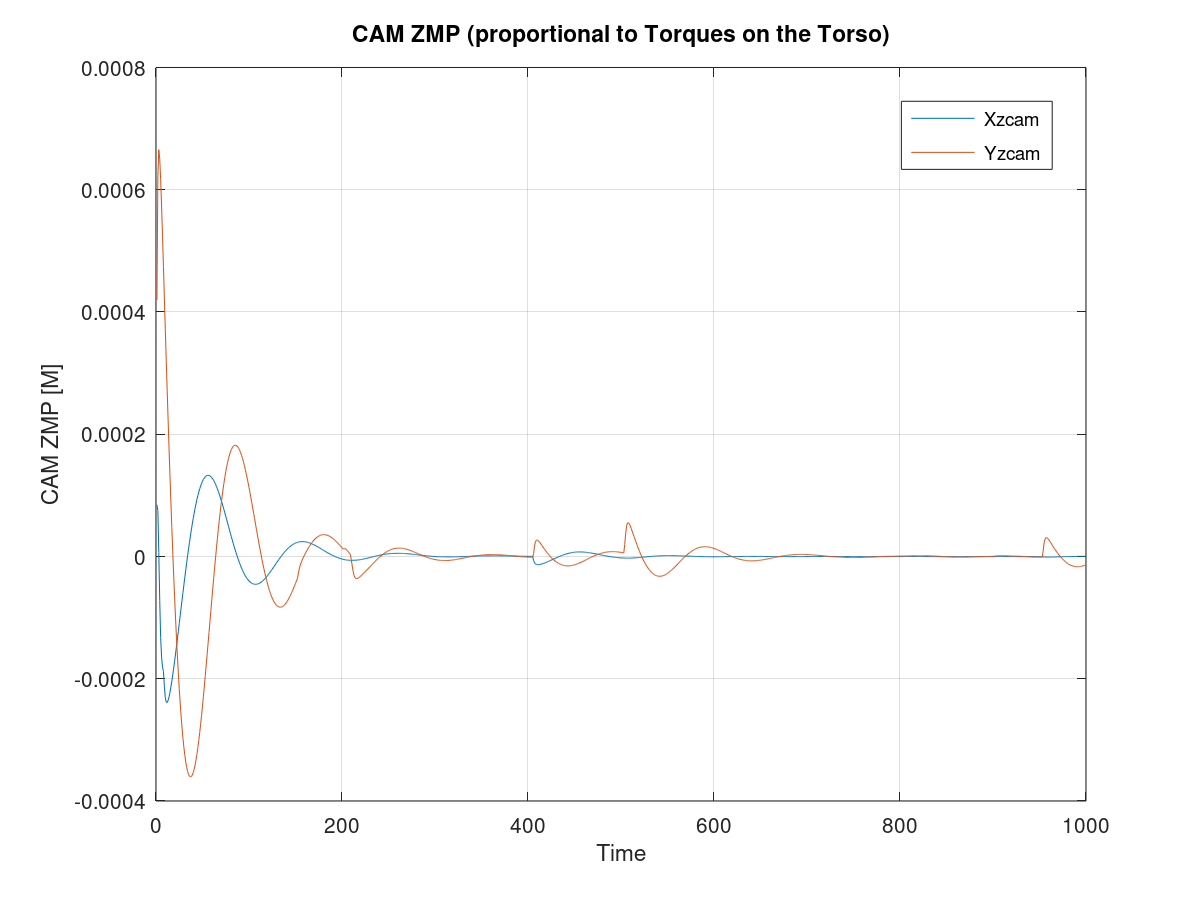 CAM ZMP (proportional to Torques on the Torso)
0.0008
0.0006
0.0004
0.0002
0
-0.0002
-0.0004
CAM ZMP [M]
Xzcam
Yzcam
0 200 400 600 800 1000
Time